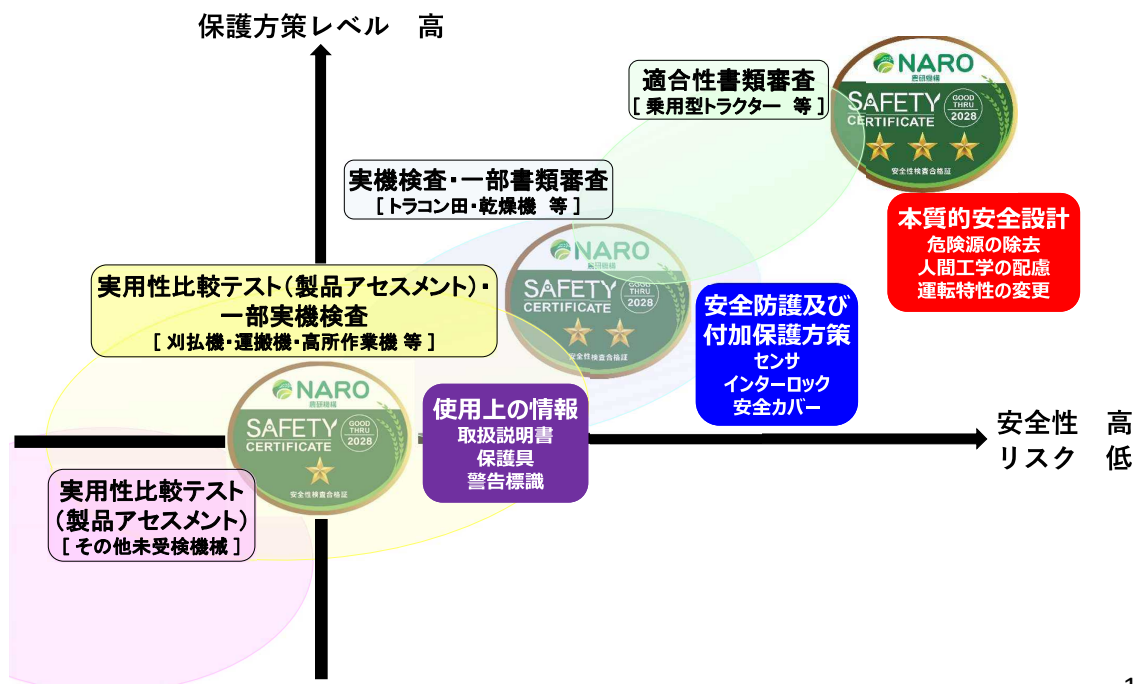 保護方策レベル 高
適合性書類審査
[ 乗用型トラクター 等 ]
NARO
農研機構
SAFETY
CERTIFICATE
GOOD
THRU
2028
安全性検査合格証
本質的安全設計
危険源の除去
人間工学の配慮
運転特性の変更
実機検査・一部書類審査
[ トラコン田・乾燥機 等 ]
NARO
農研機構
SAFETY
CERTIFICATE
GOOD
THRU
2028
安全性検査合格証
安全防護及び
付加保護方策
センサ
インターロック
安全カバー
実用性比較テスト(製品アセスメント)・
一部実機検査
[ 刈払機・運搬機・高所作業機 等 ]
NARO
農研機構
SAFETY
CERTIFICATE
GOOD
THRU
2028
安全性検査合格証
使用上の情報
取扱説明書
保護具
警告標識
安全性 高
リスク 低
実用性比較テスト
(製品アセスメント)
[ その他未受検機械 ]
1